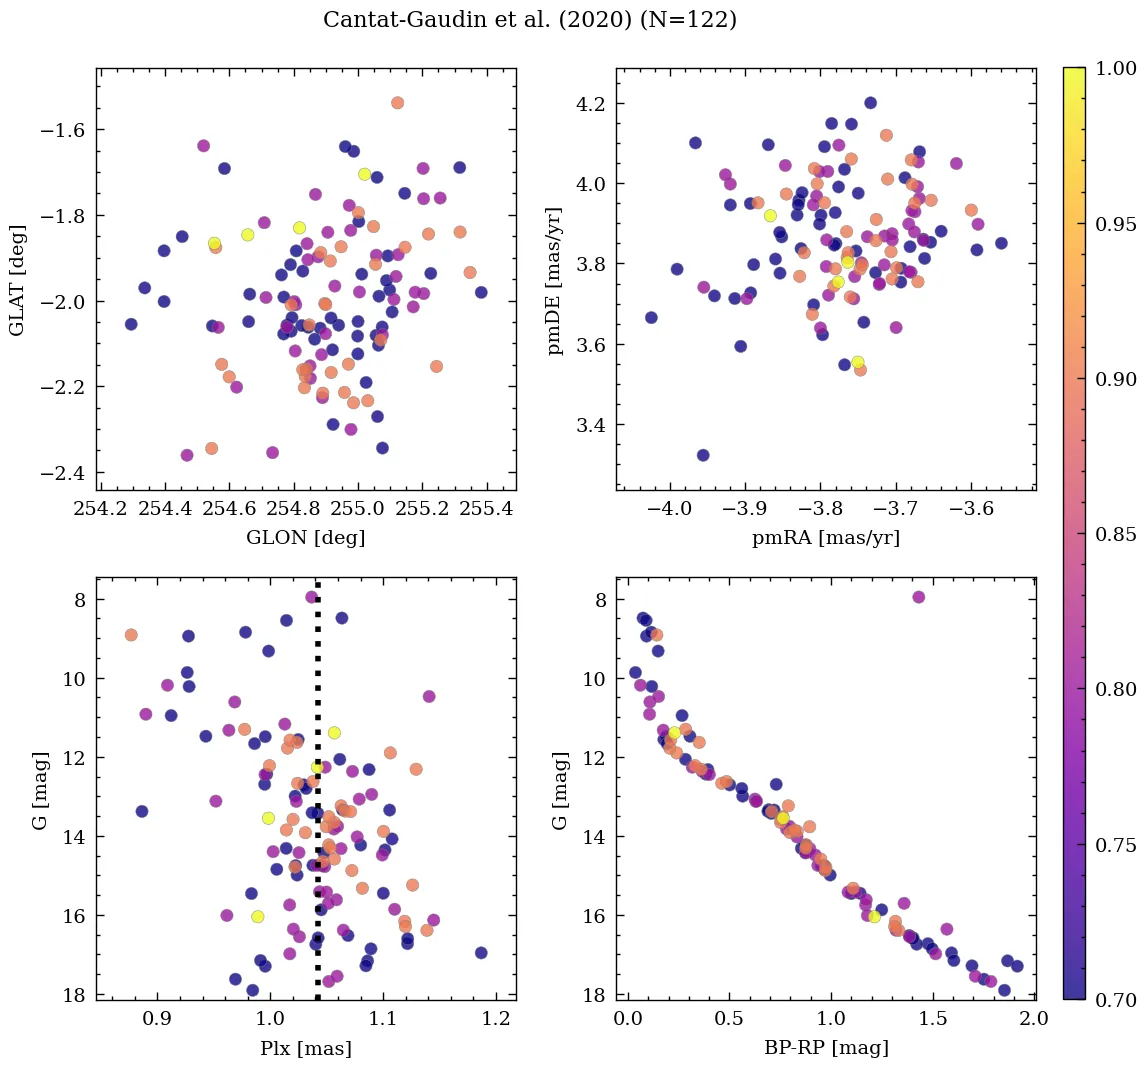 Cantat-Gaudin et al. (2020) (N=122)
−1.6
−1.8
−2.0
−2.2
−2.4
GLAT [deg]
254.2 254.4 254.6 254.8 255.0 255.2 255.4
GLON [deg]
4.2
4.0
3.8
3.6
3.4
pmDE [mas/yr]
−4.0 −3.9 −3.8 −3.7 −3.6
pmRA [mas/yr]
8
10
12
14
16
18
G [mag]
0.9 1.0 1.1 1.2
Plx [mas]
8
10
12
14
16
18
G [mag]
0.0 0.5 1.0 1.5 2.0
BP-RP [mag]
1.00
0.95
0.90
0.85
0.80
0.75
0.70